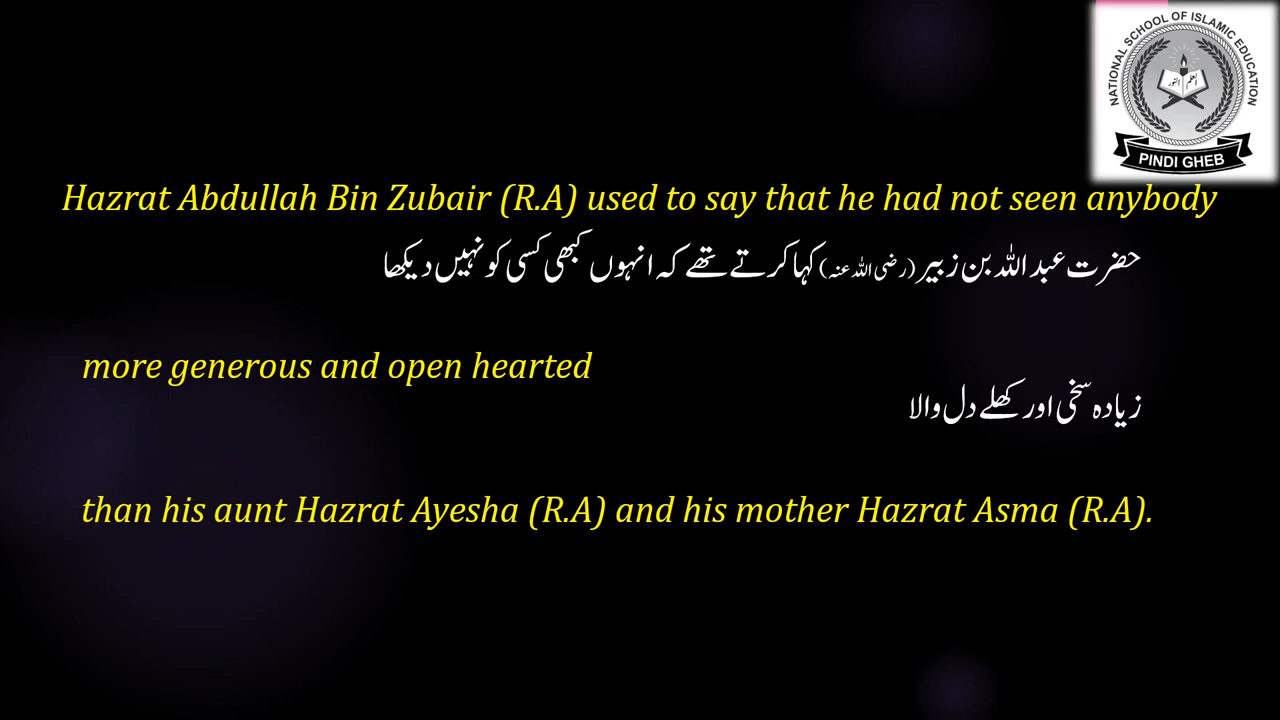 NATIONAL SCHOOL OF ISLAMIC EDUCATION
PINDI GHEB
Hazrat Abdullah Bin Zubair (R.A) used to say that he had not seen anybody
حضرت عبد اللہ بن زبیر (رضی اللہ عنہ) کہا کرتے تھے کہ انہوں کبھی کسی کو نہیں دیکھا
more generous and open hearted
زیادہ سخی اور کھلے دل والا
than his aunt Hazrat Ayesha (R.A) and his mother Hazrat Asma (R.A).